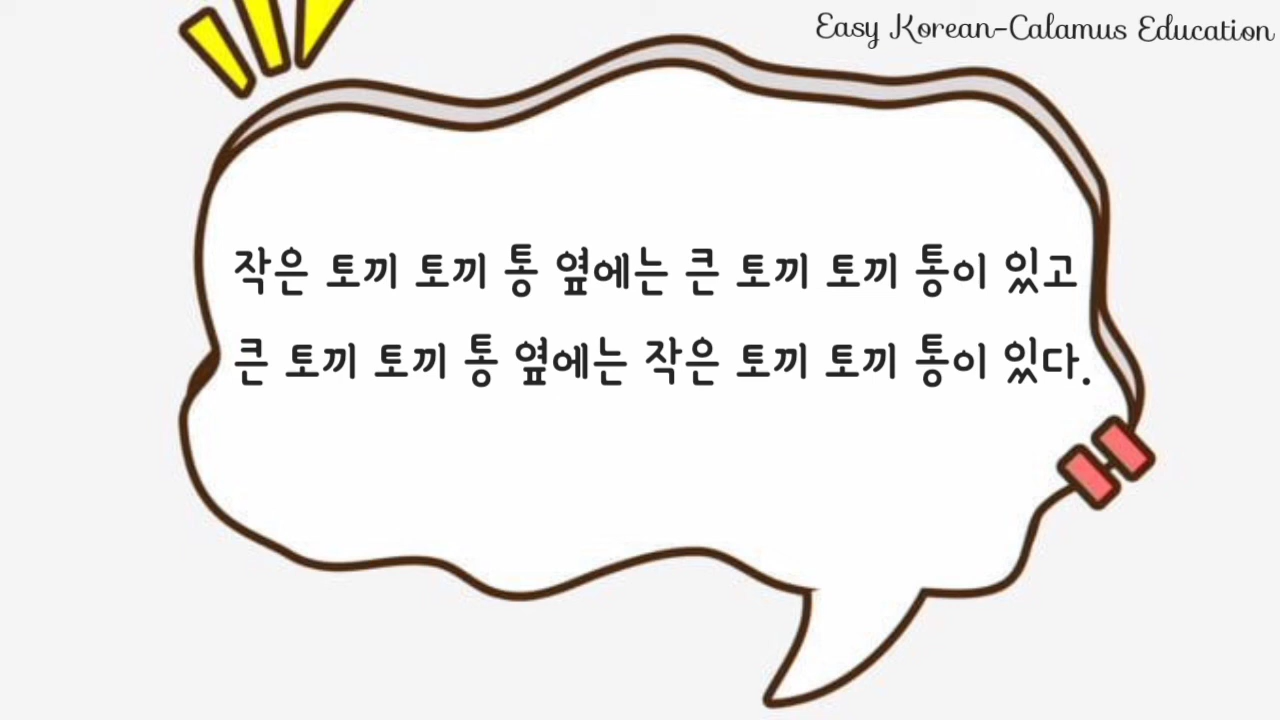 Easy Korean-Calamus Education
작은 토끼 토끼 통 옆에는 큰 토끼 토끼 통이 있고
큰 토끼 토끼 통 옆에는 작은 토끼 토끼 통이 있다.